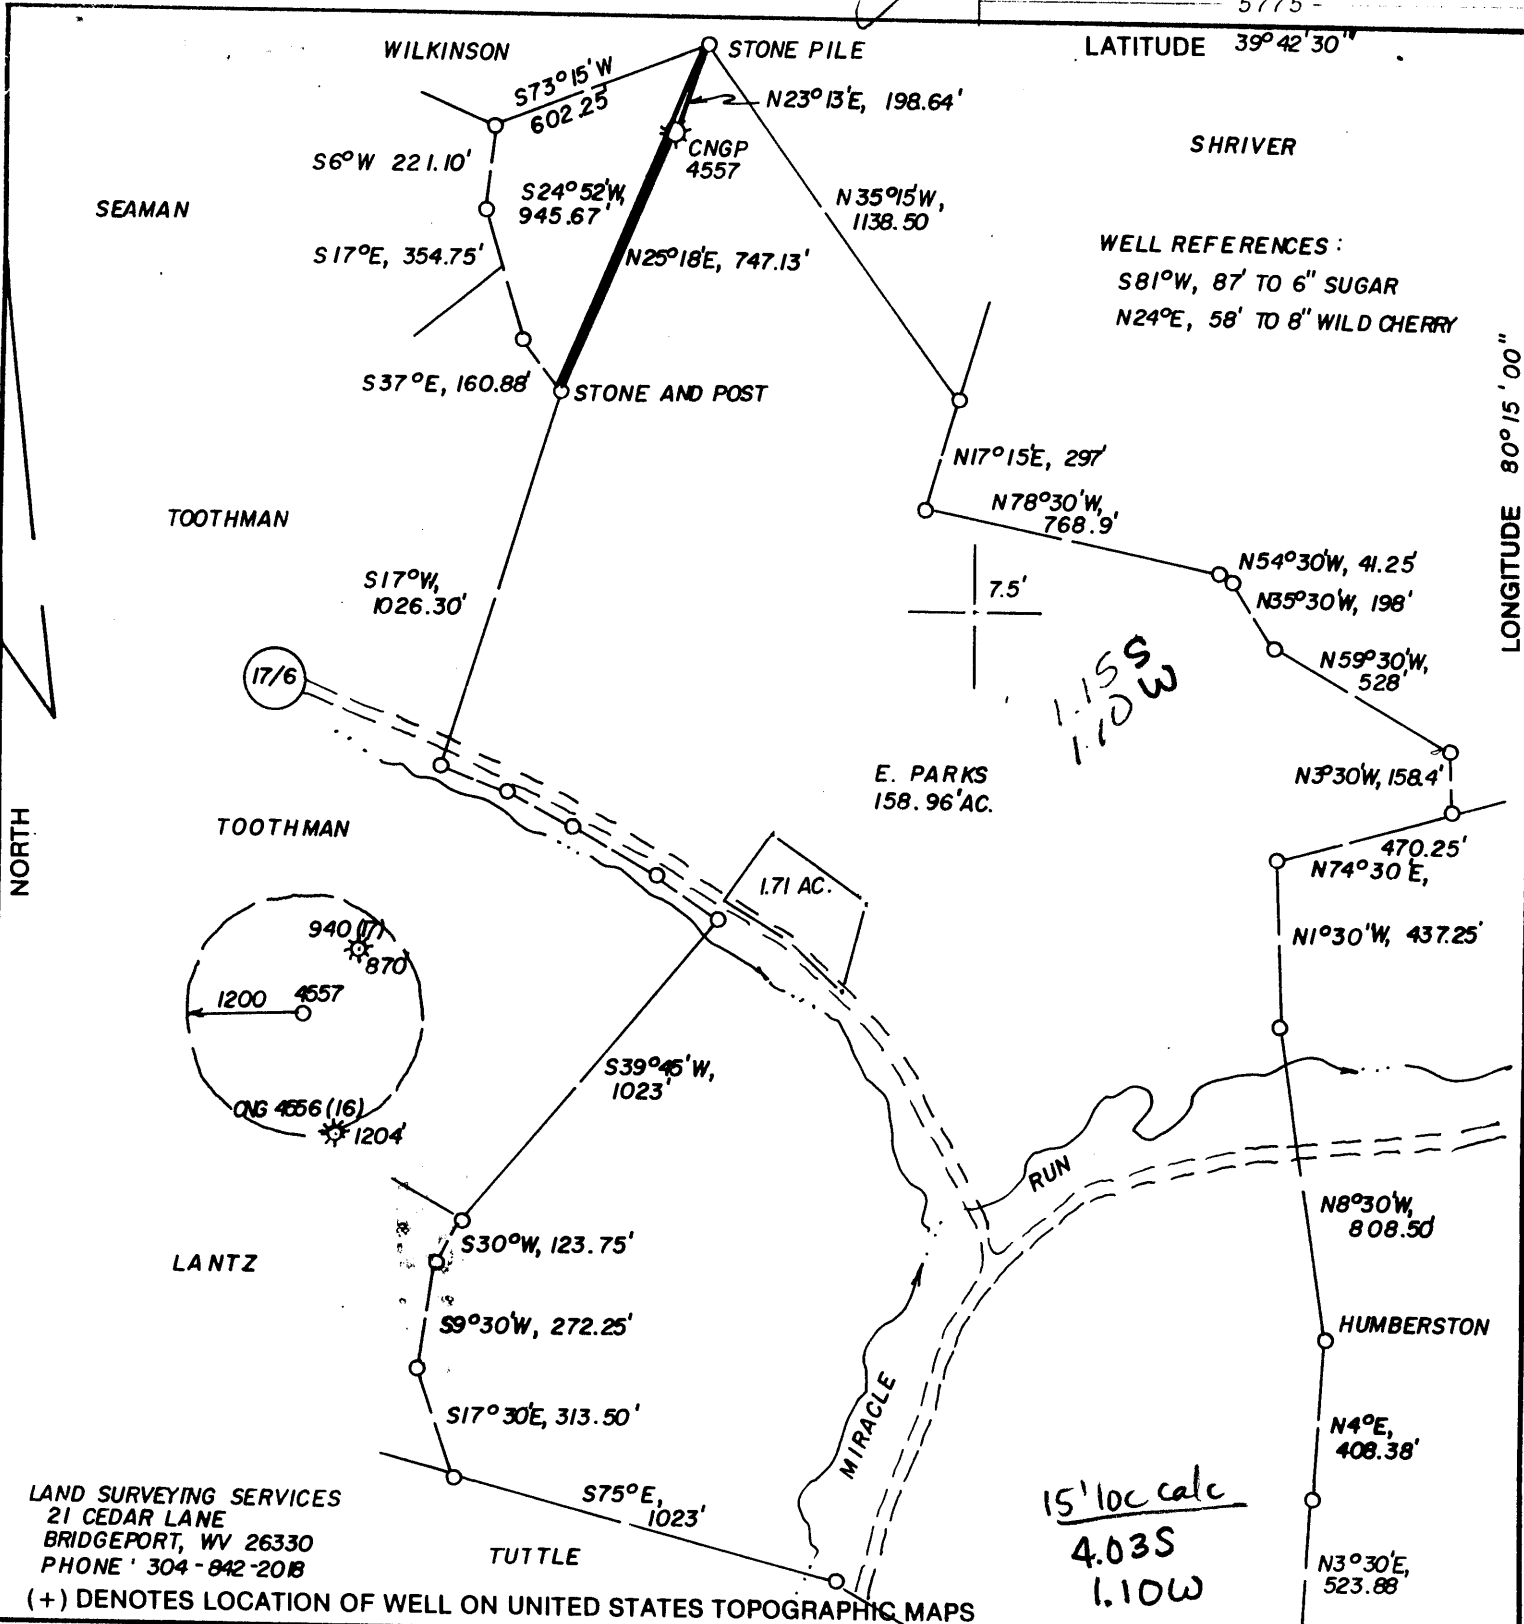 5775 -
LATITUDE 39° 42' 30"
WILKINSON
STONE PILE
S73°15'W
602.25
N23°13'E, 198.64'
CNGP
4557
SHRIVER
S6°W 221.10'
SEAMAN
S24°52'W,
945.67'
N35°15'W,
1138.50
S17°E, 354.75'
N25°18'E, 747.13'
WELL REFERENCES:
S81°W, 87' TO 6" SUGAR
N24°E, 58' TO 8" WILD CHERRY
LONGITUDE 80° 15' 00"
S37°E, 160.88'
STONE AND POST
N17°15'E, 297'
N78°30'W,
768.9'
TOOTHMAN
N54°30'W, 41.25'
N35°30'W, 198'
S17°W,
1026.30'
7.5'
N59°30'W,
528'
1.15 S
1.10 W
17/6
E. PARKS
158.96'AC.
N3°30'W, 158.4'
NORTH
TOOTHMAN
470.25'
N74°30'E,
1.71 AC.
940 (17)
870'
N1°30'W, 437.25'
1200
4557
S39°45'W,
1023'
CNG 4556 (16)
1204'
RUN
N8°30'W,
808.50'
LANTZ
S30°W, 123.75'
S9°30'W, 272.25'
HUMBERSTON
S17°30'E, 313.50'
MIRACLE
N4°E,
408.38'
S75°E,
1023'
15' loc calc
4.03S
1.10W
N3°30'E,
523.88
TUTTLE
LAND SURVEYING SERVICES
21 CEDAR LANE
BRIDGEPORT, WV 26330
PHONE ' 304-842-2018
(+) DENOTES LOCATION OF WELL ON UNITED STATES TOPOGRAPHIC MAPS